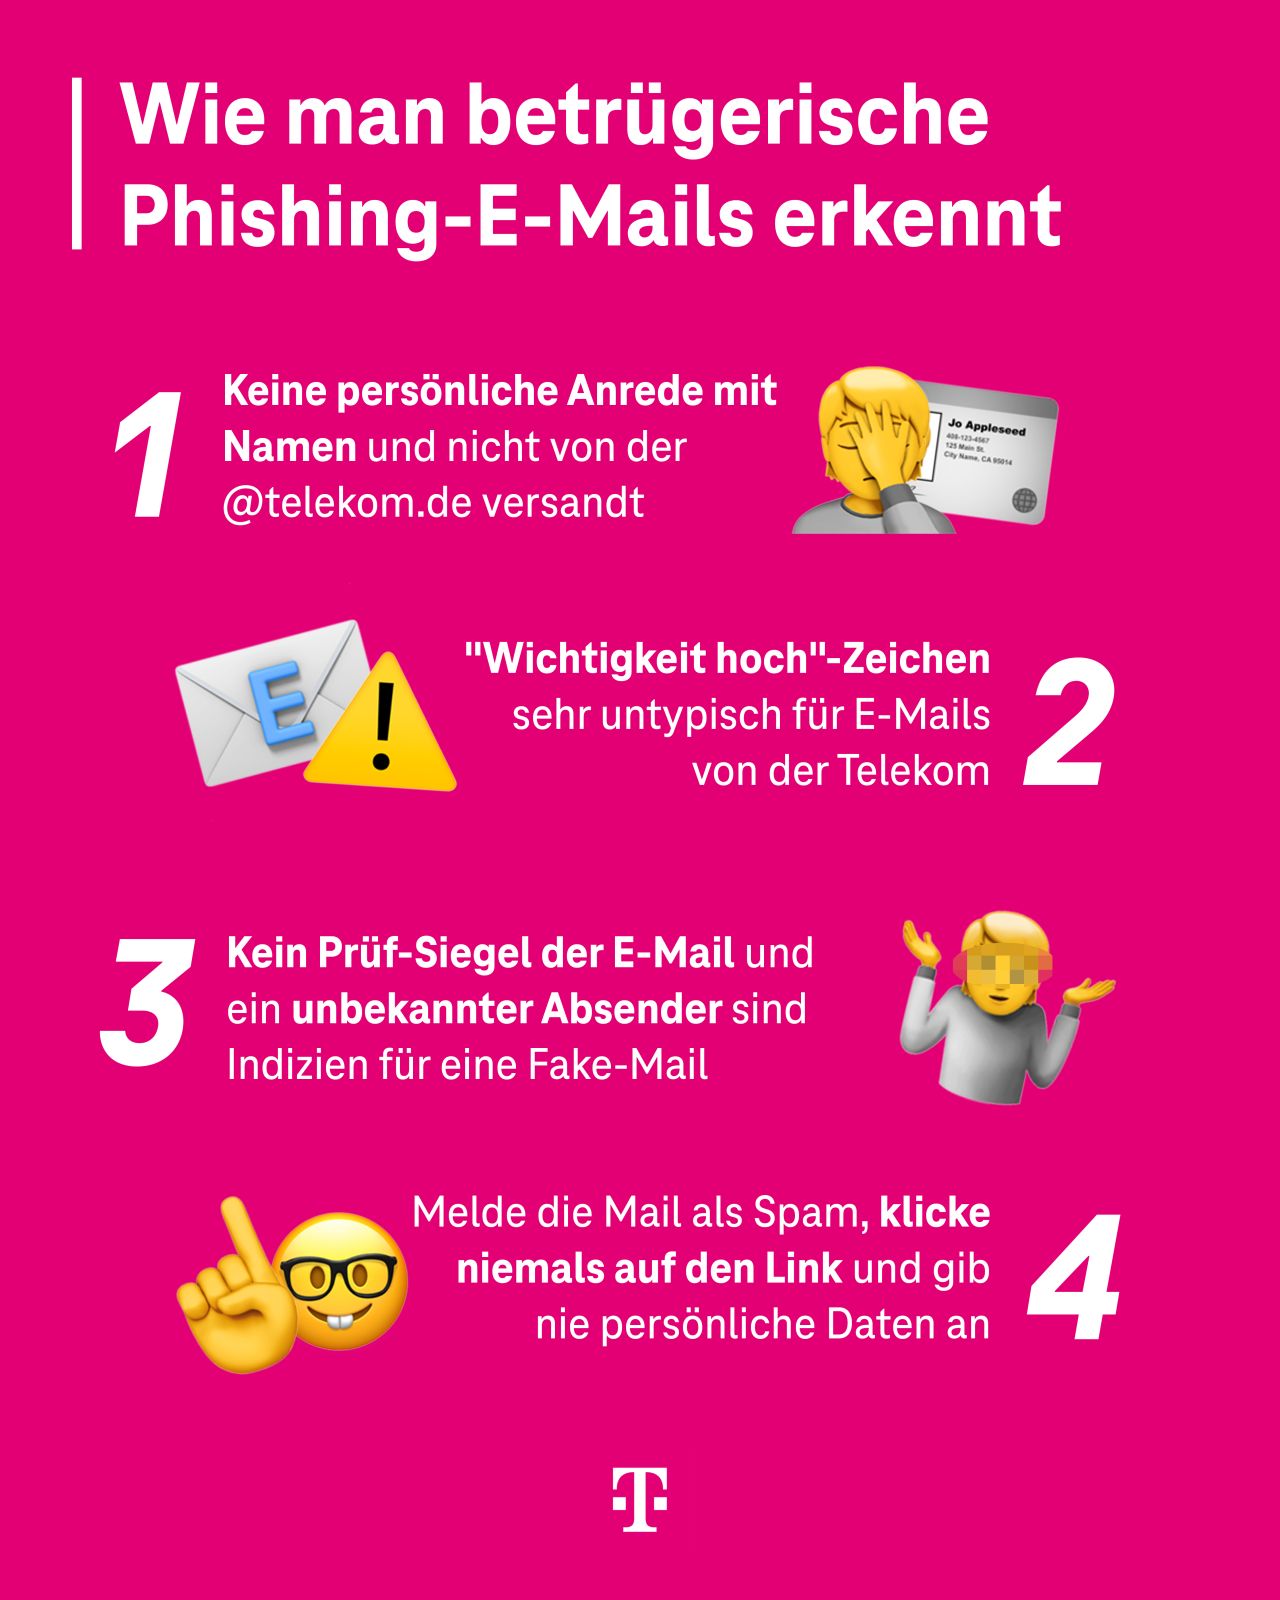 Wie man betrügerische
Phishing-E-Mails erkennt
1
Keine persönliche Anrede mit
Namen und nicht von der
@telekom.de versandt
Jo Appleseed
408-123-4567
125 Main St.
City Name, CA 95014
E
!
"Wichtigkeit hoch"-Zeichen
sehr untypisch für E-Mails
von der Telekom
2
3
Kein Prüf-Siegel der E-Mail und
ein unbekannter Absender sind
Indizien für eine Fake-Mail
Melde die Mail als Spam, klicke
niemals auf den Link und gib
nie persönliche Daten an
4
T